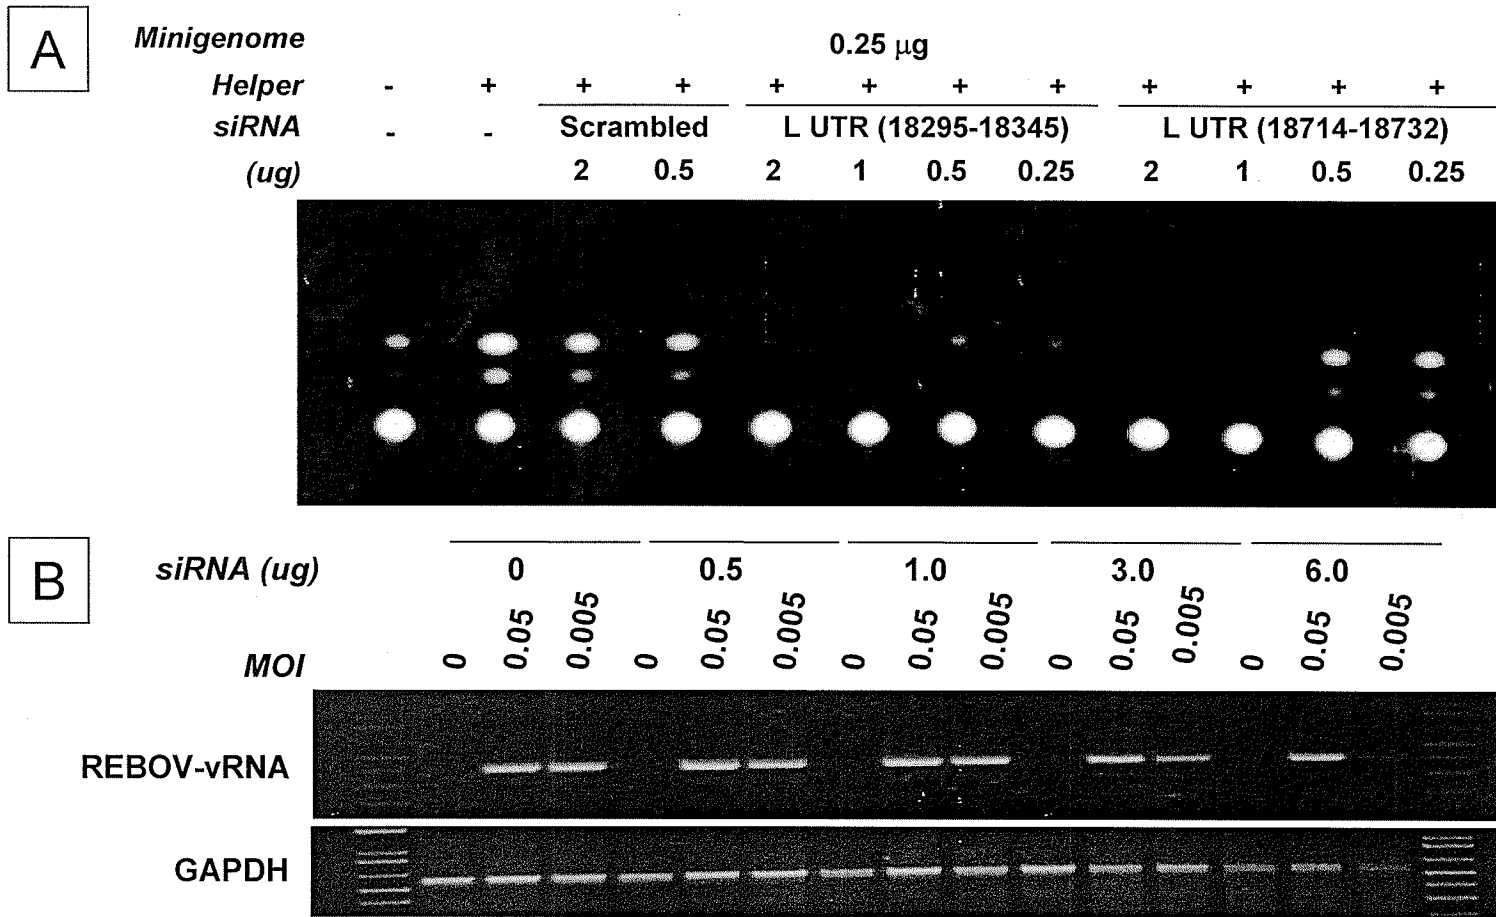 A
Minigenome 0.25 µg
Helper - + + + + + + + + + + +
siRNA - - Scrambled L UTR (18295-18345) L UTR (18714-18732)
(ug) 2 0.5 2 1 0.5 0.25 2 1 0.5 0.25
B
siRNA (ug) 0 0.5 1.0 3.0 6.0
MOI 0 0.05 0.005 0 0.05 0.005 0 0.05 0.005 0 0.05 0.005 0 0.05 0.005
REBOV-vRNA
GAPDH